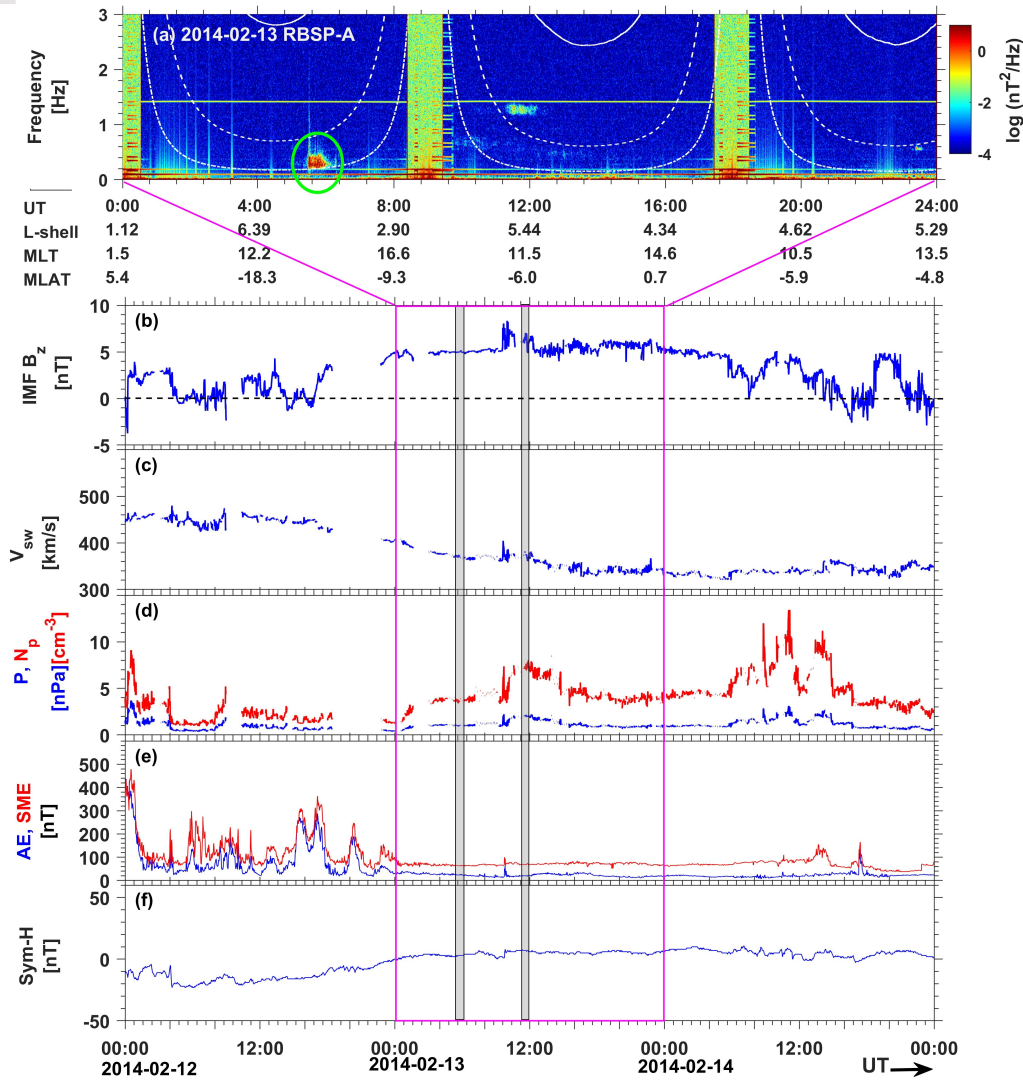 3
2
1
0
Frequency
[Hz]
(a) 2014-02-13 RBSP-A
0
-2
-4
log (nT²/Hz)
UT 0:00 4:00 8:00 12:00 16:00 20:00 24:00
L-shell 1.12 6.39 2.90 5.44 4.34 4.62 5.29
MLT 1.5 12.2 16.6 11.5 14.6 10.5 13.5
MLAT 5.4 -18.3 -9.3 -6.0 0.7 -5.9 -4.8
(b)
10
5
0
-5
IMF B_z
[nT]
(c)
500
400
300
V_sw
[km/s]
(d)
10
5
0
P, N_p
[nPa][cm⁻³]
(e)
500
400
300
200
100
0
AE, SME
[nT]
(f)
50
0
-50
Sym-H
[nT]
00:00 12:00 00:00 12:00 00:00 12:00 00:00
2014-02-12 2014-02-13 2014-02-14 UT